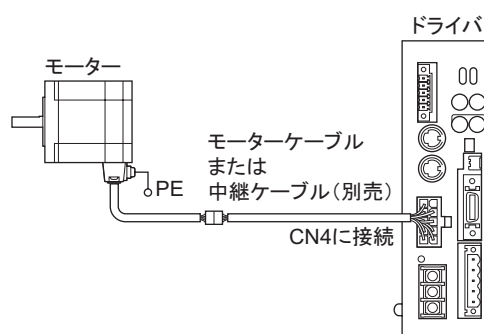 ドライバ
モーター
モーターケーブル
または
中継ケーブル（別売）
PE
CN4に接続